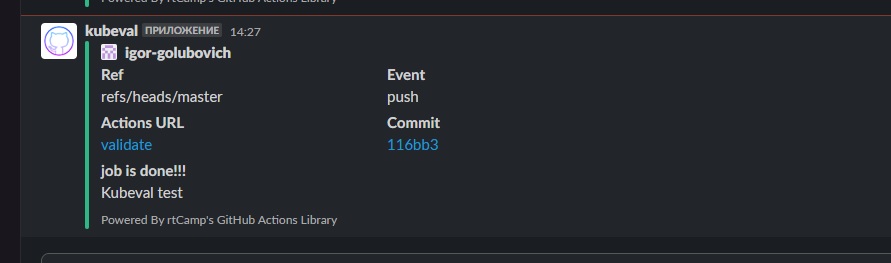 Powered By rtCamp's GitHub Actions Library
kubeval ПРИЛОЖЕНИЕ 14:27
igor-golubovich
Ref Event
refs/heads/master push
Actions URL Commit
validate 116bb3
job is done!!!
Kubeval test
Powered By rtCamp's GitHub Actions Library